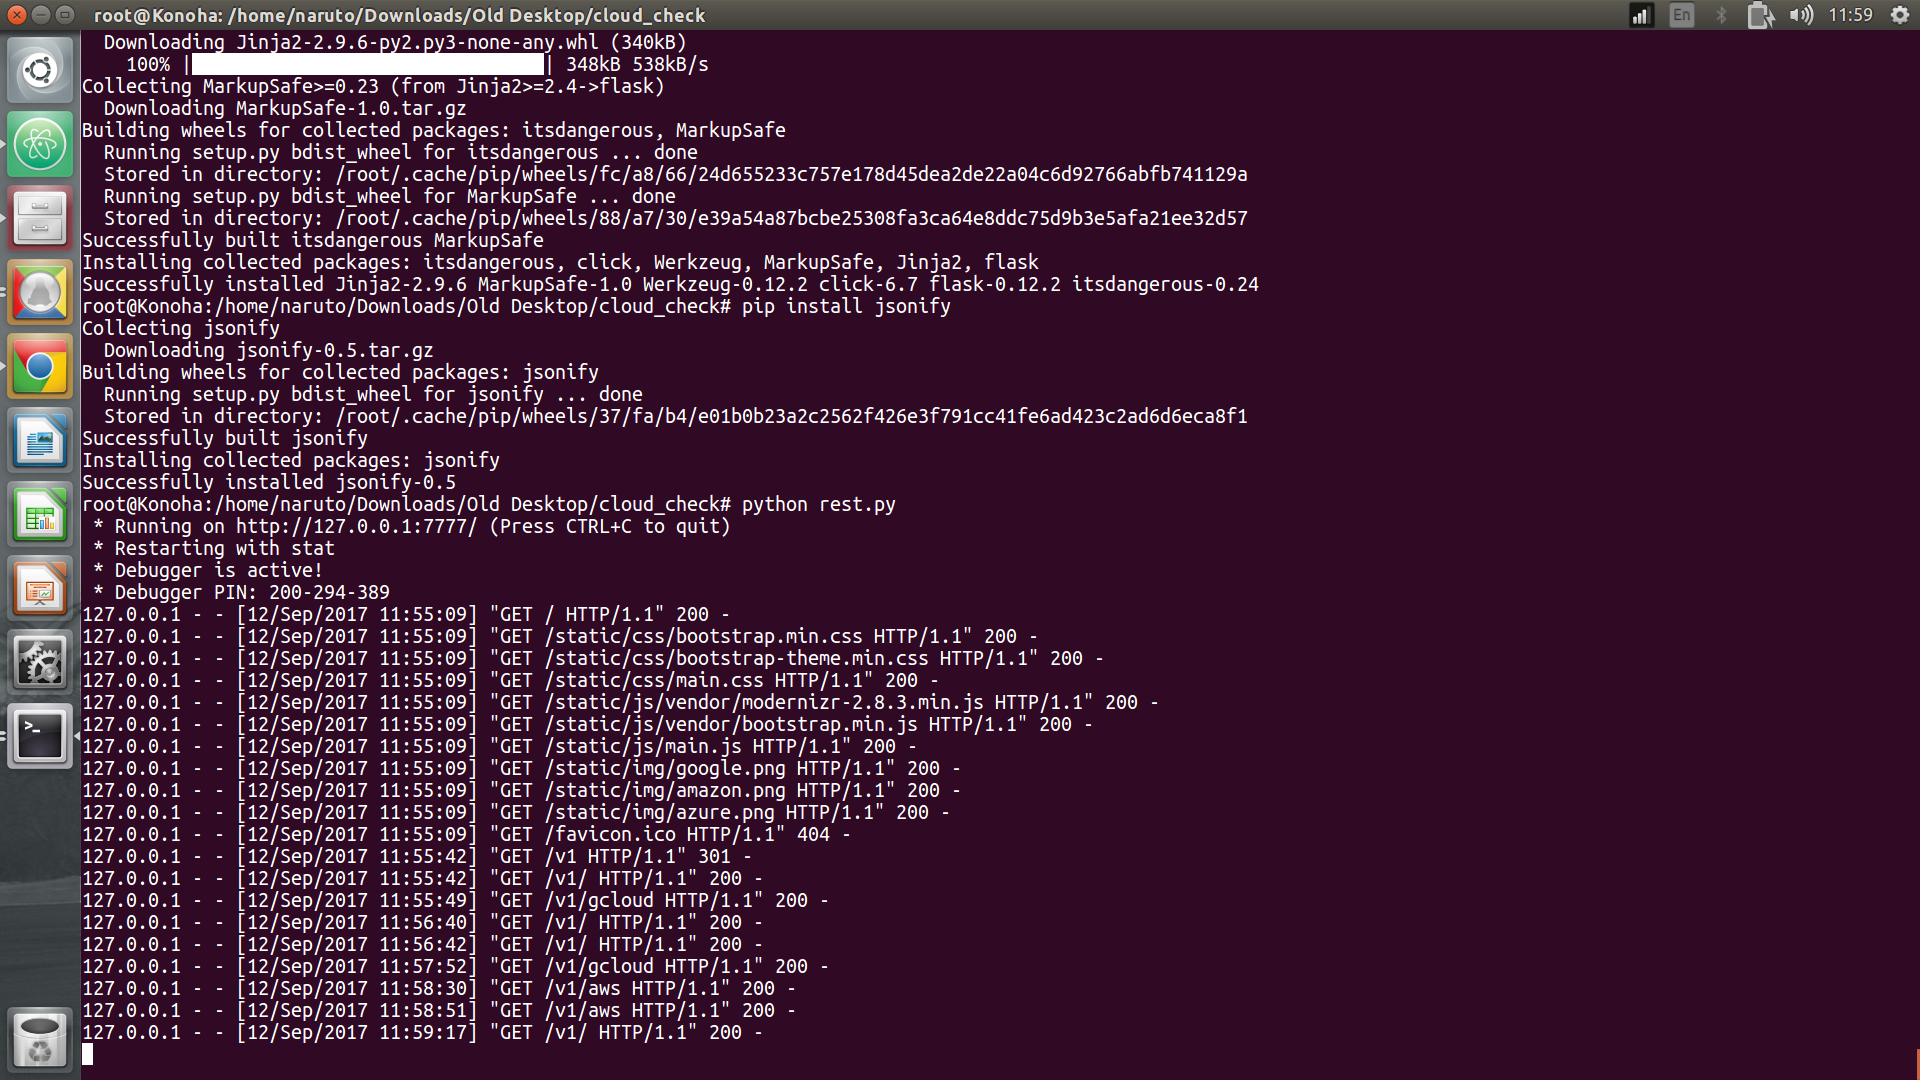 root@Konoha: /home/naruto/Downloads/Old Desktop/cloud_check En 11:59
Downloading Jinja2-2.9.6-py2.py3-none-any.whl (340kB)
100% || 348kB 538kB/s
Collecting MarkupSafe>=0.23 (from Jinja2>=2.4->flask)
Downloading MarkupSafe-1.0.tar.gz
Building wheels for collected packages: itsdangerous, MarkupSafe
Running setup.py bdist_wheel for itsdangerous ... done
Stored in directory: /root/.cache/pip/wheels/fc/a8/66/24d655233c757e178d45dea2de22a04c6d92766abfb741129a
Running setup.py bdist_wheel for MarkupSafe ... done
Stored in directory: /root/.cache/pip/wheels/88/a7/30/e39a54a87bcbe25308fa3ca64e8ddc75d9b3e5afa21ee32d57
Successfully built itsdangerous MarkupSafe
Installing collected packages: itsdangerous, click, Werkzeug, MarkupSafe, Jinja2, flask
Successfully installed Jinja2-2.9.6 MarkupSafe-1.0 Werkzeug-0.12.2 click-6.7 flask-0.12.2 itsdangerous-0.24
root@Konoha:/home/naruto/Downloads/Old Desktop/cloud_check# pip install jsonify
Collecting jsonify
Downloading jsonify-0.5.tar.gz
Building wheels for collected packages: jsonify
Running setup.py bdist_wheel for jsonify ... done
Stored in directory: /root/.cache/pip/wheels/37/fa/b4/e01b0b23a2c2562f426e3f791cc41fe6ad423c2ad6d6eca8f1
Successfully built jsonify
Installing collected packages: jsonify
Successfully installed jsonify-0.5
root@Konoha:/home/naruto/Downloads/Old Desktop/cloud_check# python rest.py
* Running on http://127.0.0.1:7777/ (Press CTRL+C to quit)
* Restarting with stat
* Debugger is active!
* Debugger PIN: 200-294-389
127.0.0.1 - - [12/Sep/2017 11:55:09] "GET / HTTP/1.1" 200 -
127.0.0.1 - - [12/Sep/2017 11:55:09] "GET /static/css/bootstrap.min.css HTTP/1.1" 200 -
127.0.0.1 - - [12/Sep/2017 11:55:09] "GET /static/css/bootstrap-theme.min.css HTTP/1.1" 200 -
127.0.0.1 - - [12/Sep/2017 11:55:09] "GET /static/css/main.css HTTP/1.1" 200 -
127.0.0.1 - - [12/Sep/2017 11:55:09] "GET /static/js/vendor/modernizr-2.8.3.min.js HTTP/1.1" 200 -
127.0.0.1 - - [12/Sep/2017 11:55:09] "GET /static/js/vendor/bootstrap.min.js HTTP/1.1" 200 -
127.0.0.1 - - [12/Sep/2017 11:55:09] "GET /static/js/main.js HTTP/1.1" 200 -
127.0.0.1 - - [12/Sep/2017 11:55:09] "GET /static/img/google.png HTTP/1.1" 200 -
127.0.0.1 - - [12/Sep/2017 11:55:09] "GET /static/img/amazon.png HTTP/1.1" 200 -
127.0.0.1 - - [12/Sep/2017 11:55:09] "GET /static/img/azure.png HTTP/1.1" 200 -
127.0.0.1 - - [12/Sep/2017 11:55:09] "GET /favicon.ico HTTP/1.1" 404 -
127.0.0.1 - - [12/Sep/2017 11:55:42] "GET /v1 HTTP/1.1" 301 -
127.0.0.1 - - [12/Sep/2017 11:55:42] "GET /v1/ HTTP/1.1" 200 -
127.0.0.1 - - [12/Sep/2017 11:55:49] "GET /v1/gcloud HTTP/1.1" 200 -
127.0.0.1 - - [12/Sep/2017 11:56:40] "GET /v1/ HTTP/1.1" 200 -
127.0.0.1 - - [12/Sep/2017 11:56:42] "GET /v1/ HTTP/1.1" 200 -
127.0.0.1 - - [12/Sep/2017 11:57:52] "GET /v1/gcloud HTTP/1.1" 200 -
127.0.0.1 - - [12/Sep/2017 11:58:30] "GET /v1/aws HTTP/1.1" 200 -
127.0.0.1 - - [12/Sep/2017 11:58:51] "GET /v1/aws HTTP/1.1" 200 -
127.0.0.1 - - [12/Sep/2017 11:59:17] "GET /v1/ HTTP/1.1" 200 -